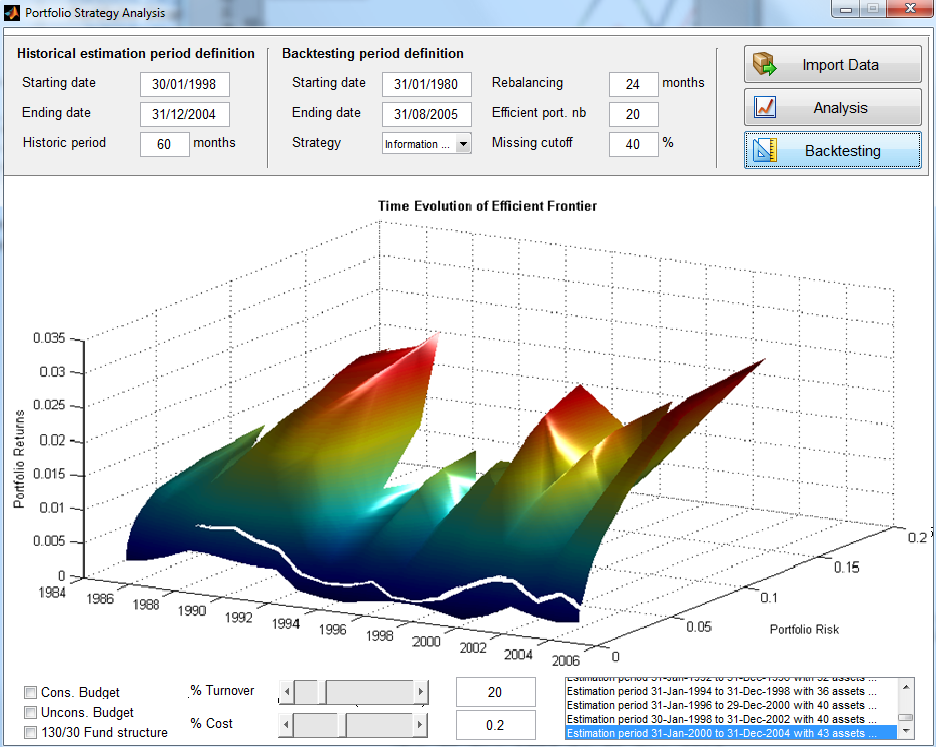 Portfolio Strategy Analysis
Historical estimation period definition
Starting date 30/01/1998
Ending date 31/12/2004
Historic period 60 months
Backtesting period definition
Starting date 31/01/1980 Rebalancing 24 months
Ending date 31/08/2005 Efficient port. nb 20
Strategy Information ... Missing cutoff 40 %
Import Data
Analysis
Backtesting
Time Evolution of Efficient Frontier
0.035
0.03
0.025
0.02
0.015
0.01
0.005
0
Portfolio Returns
1984
1986
1988
1990
1992
1994
1996
1998
2000
2002
2004
2006
0
0.05
0.1
0.15
0.2
Portfolio Risk
Cons. Budget
Uncons. Budget
130/30 Fund structure
% Turnover 20
% Cost 0.2
Estimation period 31-Jan-1992 to 31-Dec-1996 with 32 assets ...
Estimation period 31-Jan-1994 to 31-Dec-1998 with 36 assets ...
Estimation period 31-Jan-1996 to 29-Dec-2000 with 40 assets ...
Estimation period 30-Jan-1998 to 31-Dec-2002 with 40 assets ...
Estimation period 31-Jan-2000 to 31-Dec-2004 with 43 assets ...